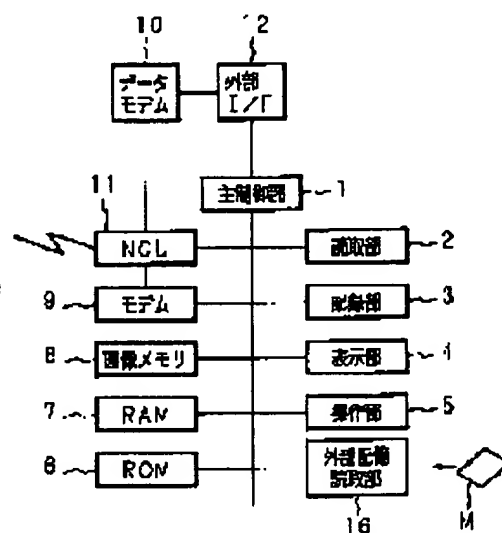 10
12
データ
モデム
外部
I/F
主制御部
1
11
NCU
読取部
2
9
モデム
記録部
3
8
画像メモリ
表示部
4
7
RAM
操作部
5
6
ROM
外部記憶
読取部
16
M